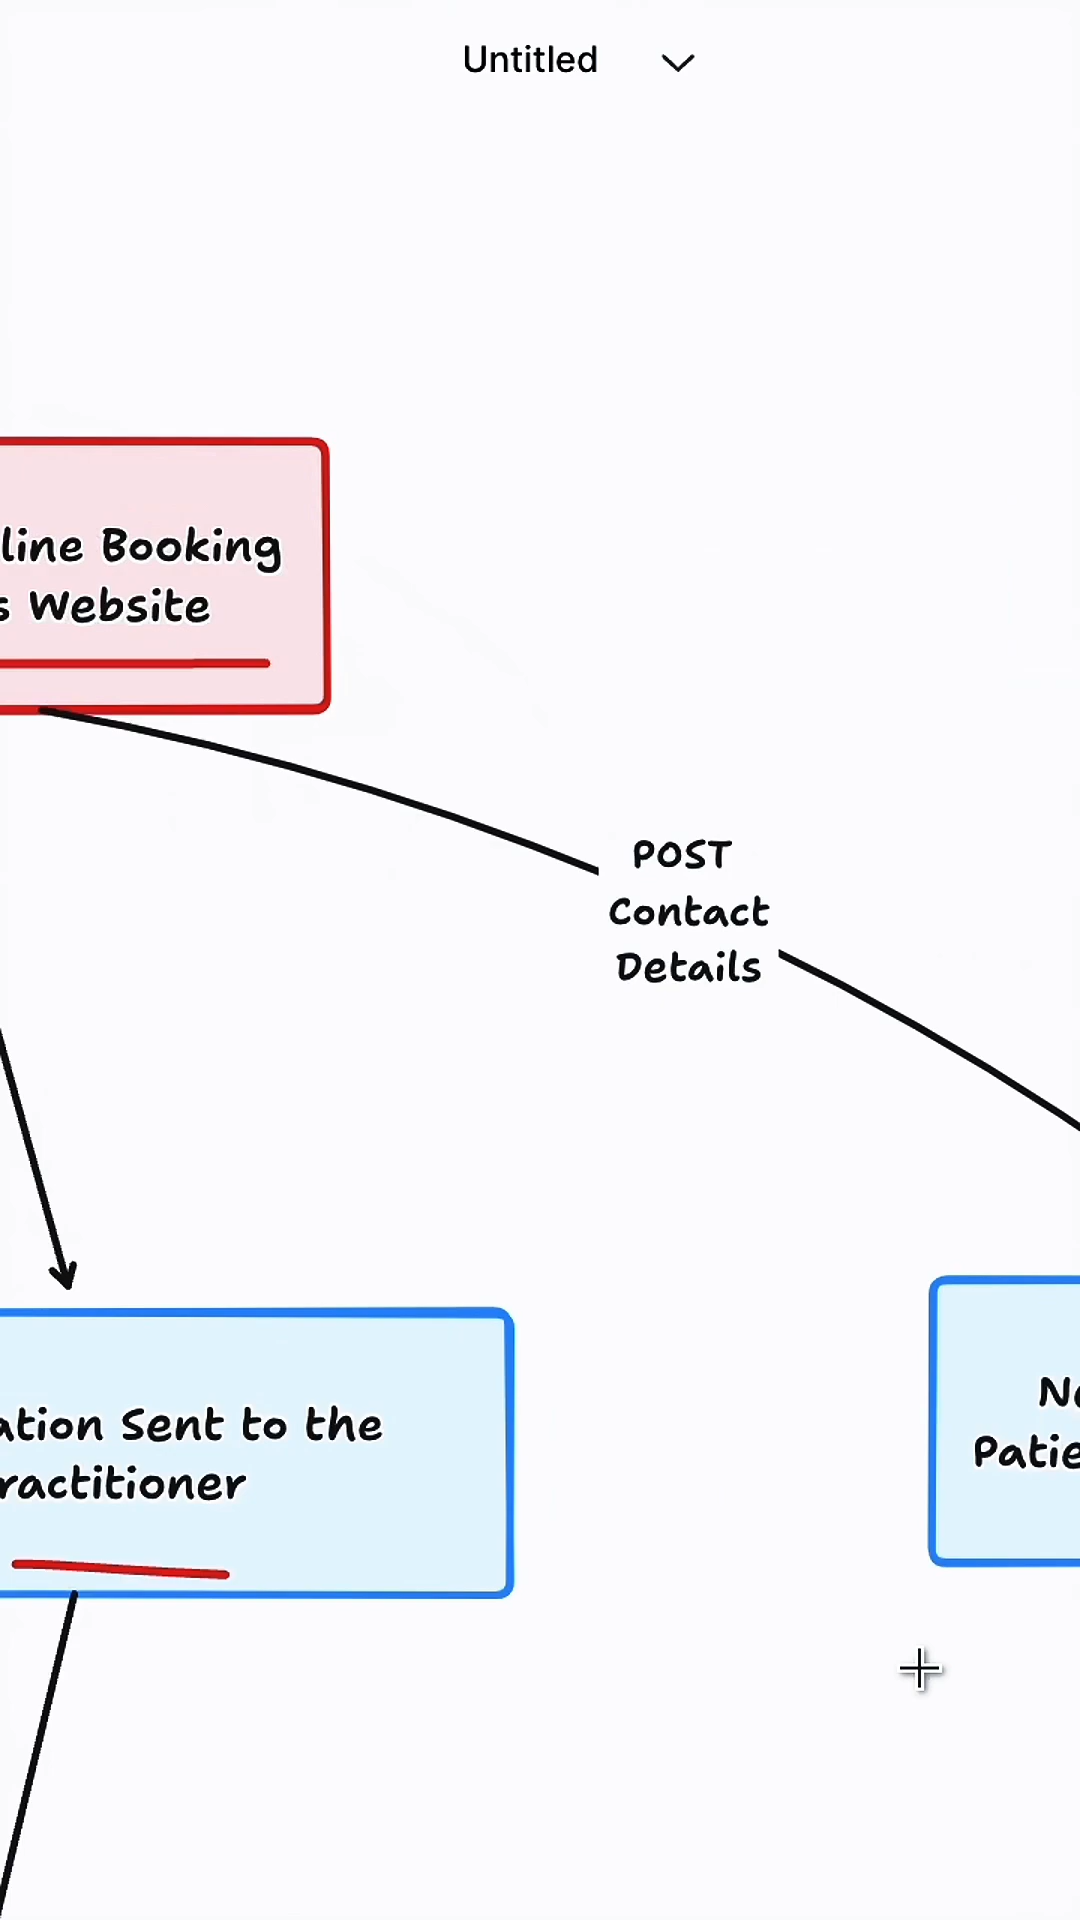 Untitled
line Booking
s Website
POST
Contact
Details
ation Sent to the
ractitioner
Patie